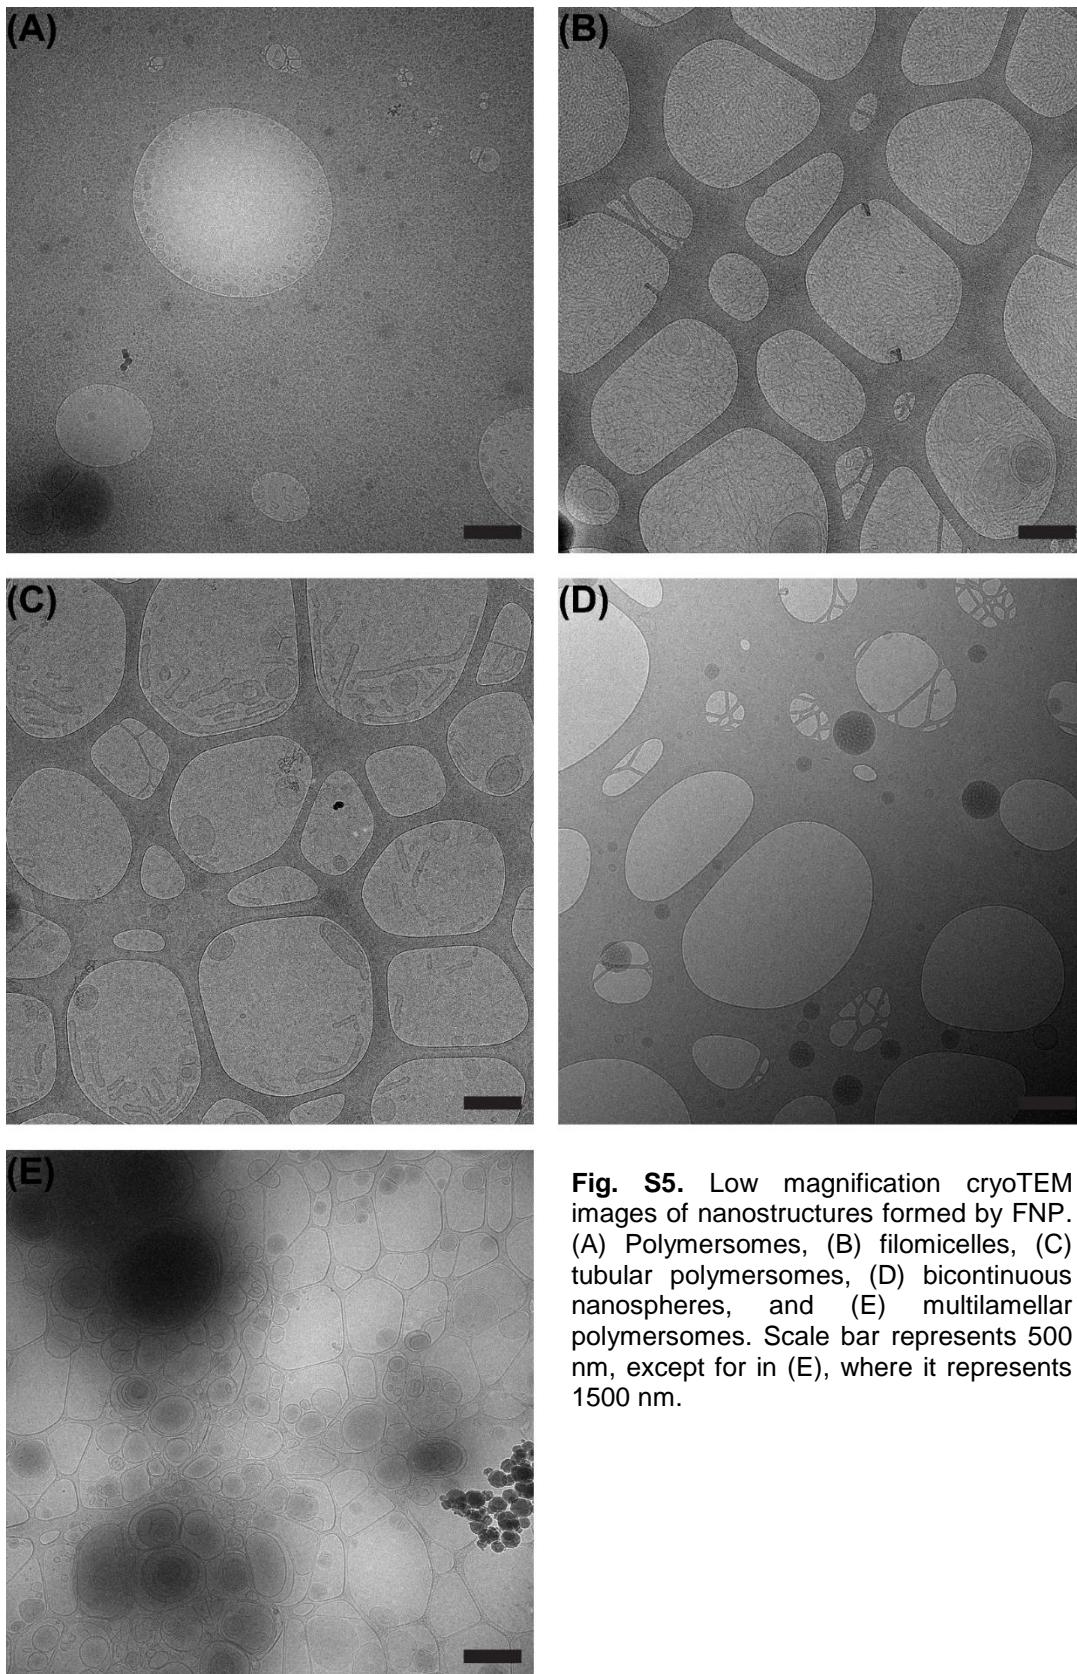 (A)
(B)
(C)
(D)
(E)
Fig. S5. Low magnification cryoTEM
images of nanostructures formed by FNP.
(A) Polymersomes, (B) filomicelles, (C)
tubular polymersomes, (D) bicontinuous
nanospheres, and (E) multilamellar
polymersomes. Scale bar represents 500
nm, except for in (E), where it represents
1500 nm.